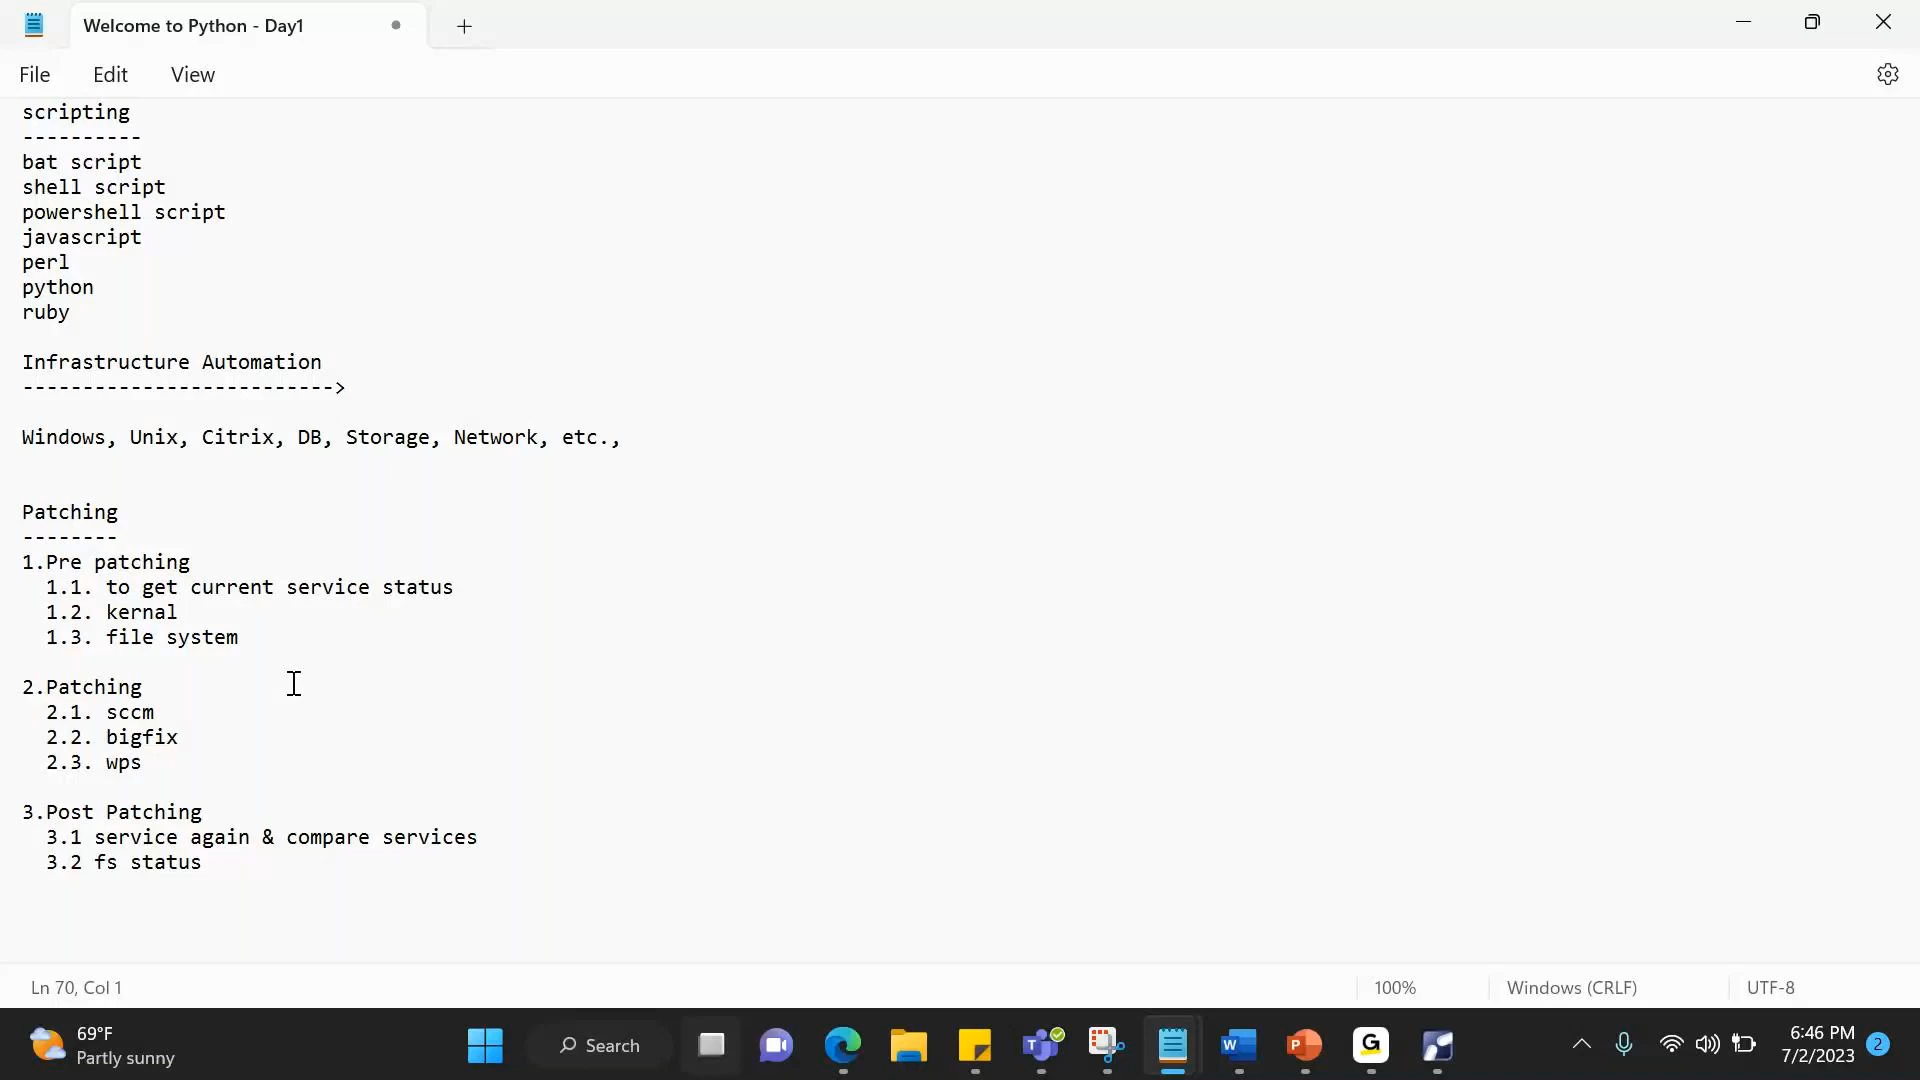 Welcome to Python - Day1
File Edit View
scripting
----------
bat script
shell script
powershell script
javascript
perl
python
ruby
Infrastructure Automation
-------------------------->
Windows, Unix, Citrix, DB, Storage, Network, etc.,
Patching
--------
1.Pre patching
1.1. to get current service status
1.2. kernal
1.3. file system
2.Patching
2.1. sccm
2.2. bigfix
2.3. wps
3.Post Patching
3.1 service again & compare services
3.2 fs status
Ln 70, Col 1 100% Windows (CRLF) UTF-8
69°F
Partly sunny
Search
6:46 PM
7/2/2023
2